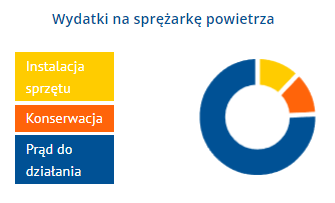 Wydatki na sprężarkę powietrza
Instalacja
sprzętu
Konserwacja
Prąd do
działania